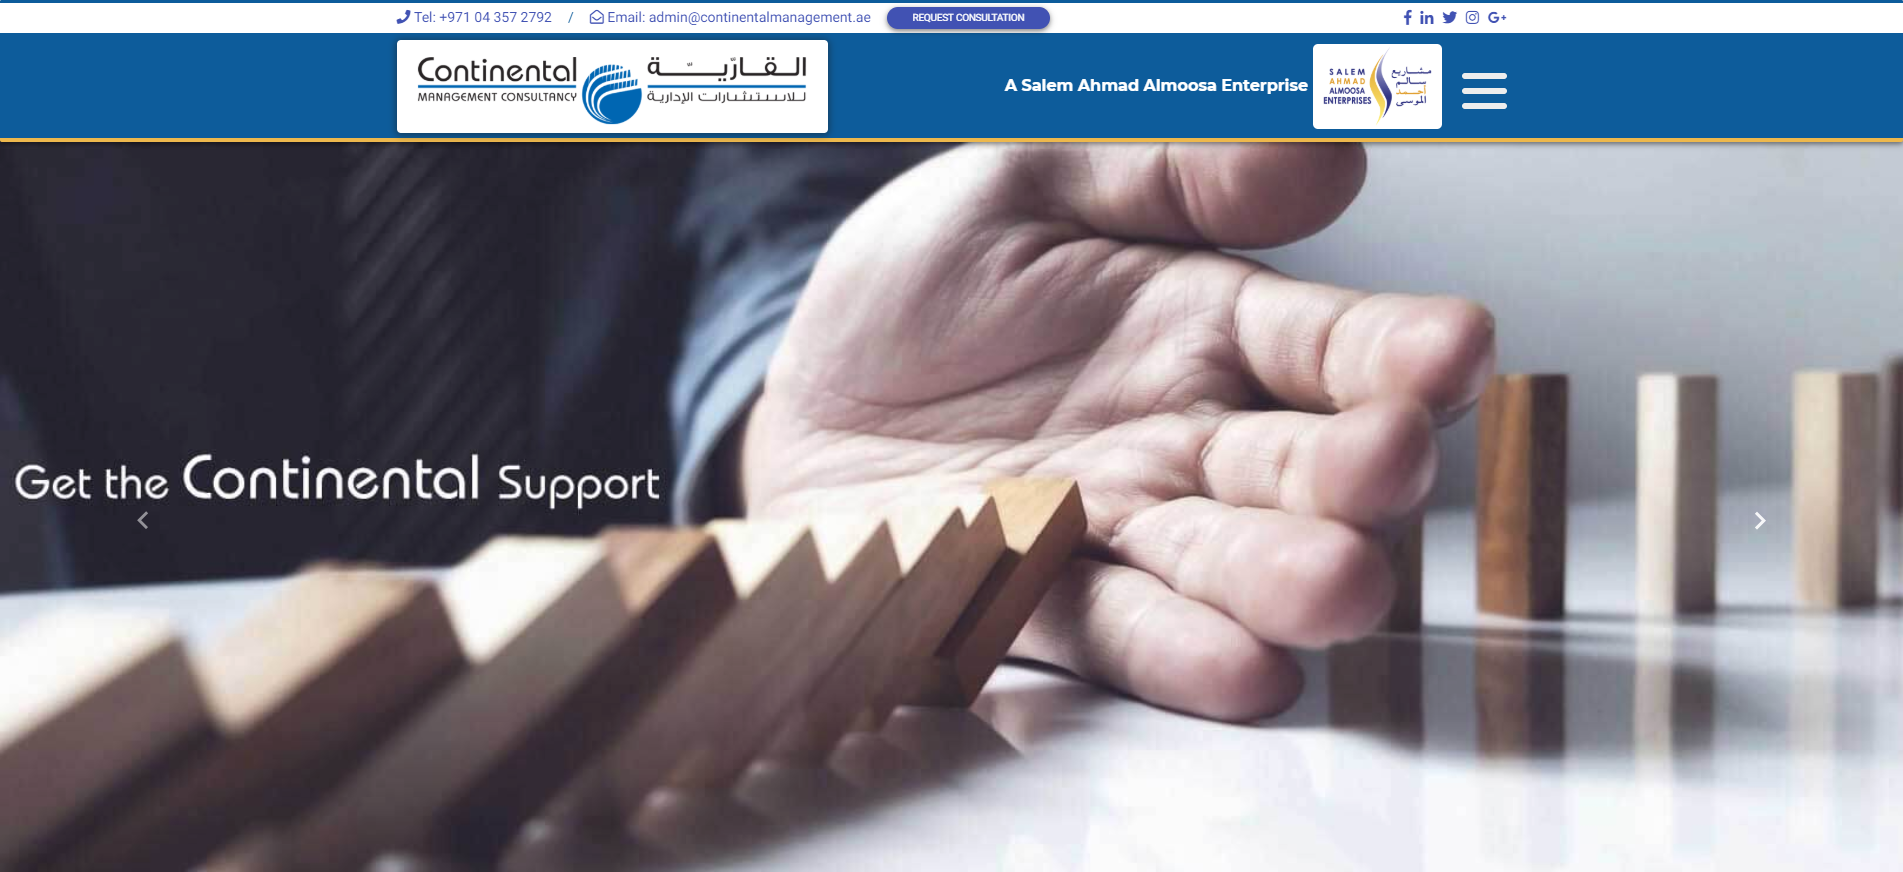 Tel: +971 04 357 2792 / Email: admin@continentalmanagement.ae REQUEST CONSULTATION
Continental
MANAGEMENT CONSULTANCY
القارّيّة
للاستشارات الإدارية
A Salem Ahmad Almoosa Enterprise
SALEM
AHMAD
ALMOOSA
ENTERPRISES
مشاريع
سالم
أحمد
الموسى
Get the Continental Support